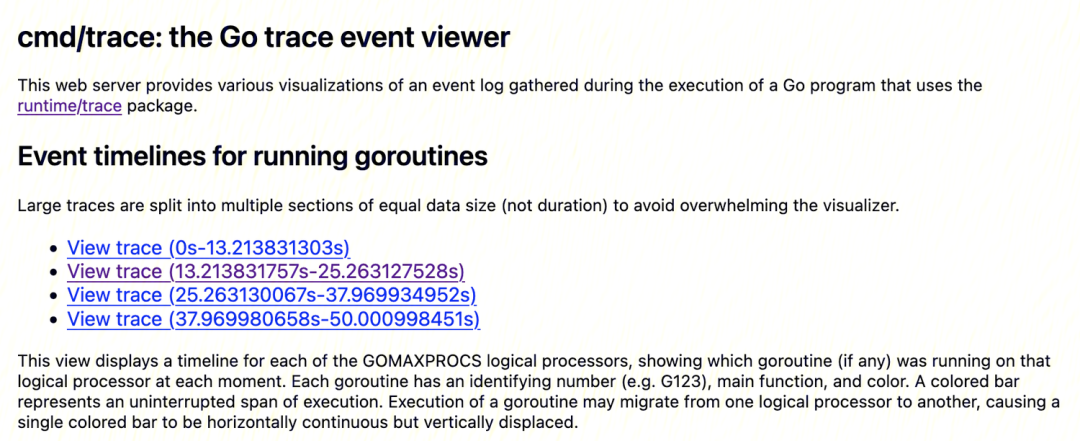 cmd/trace: the Go trace event viewer
This web server provides various visualizations of an event log gathered during the execution of a Go program that uses the
runtime/trace package.
Event timelines for running goroutines
Large traces are split into multiple sections of equal data size (not duration) to avoid overwhelming the visualizer.
• View trace (0s-13.213831303s)
• View trace (13.213831757s-25.263127528s)
• View trace (25.263130067s-37.969934952s)
• View trace (37.969980658s-50.000998451s)
This view displays a timeline for each of the GOMAXPROCS logical processors, showing which goroutine (if any) was running on that
logical processor at each moment. Each goroutine has an identifying number (e.g. G123), main function, and color. A colored bar
represents an uninterrupted span of execution. Execution of a goroutine may migrate from one logical processor to another, causing a
single colored bar to be horizontally continuous but vertically displaced.